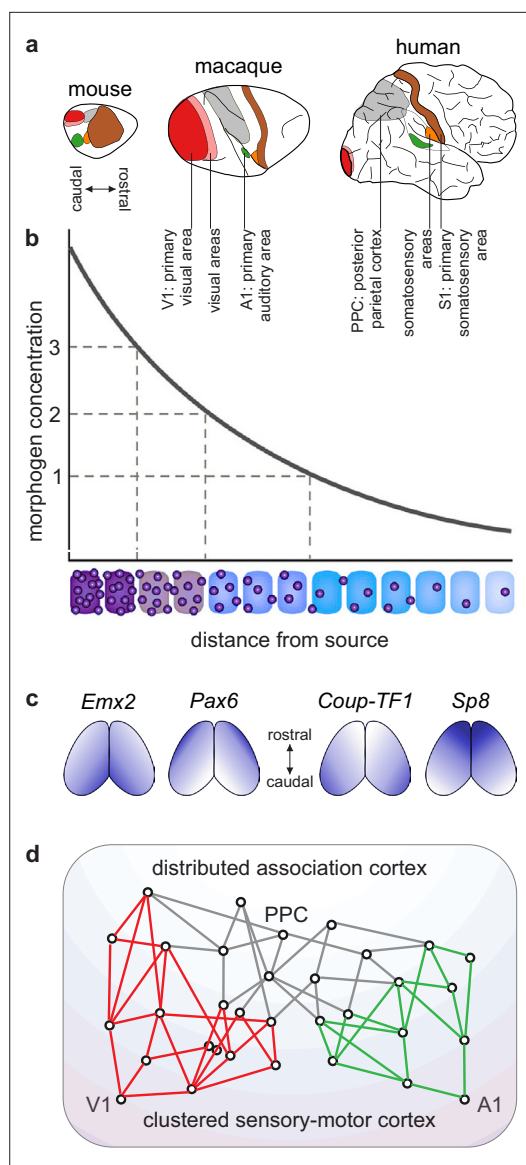 a
mouse
macaque
human
caudal
rostral
V1: primary
visual area
visual areas
A1: primary
auditory area
PPC: posterior
parietal cortex
somatosensory
areas
S1: primary
somatosensory
area
b
morphogen concentration
3
2
1
distance from source
c
Emx2
Pax6
Coup-TF1
Sp8
rostral
caudal
d
distributed association cortex
PPC
V1
A1
clustered sensory-motor cortex